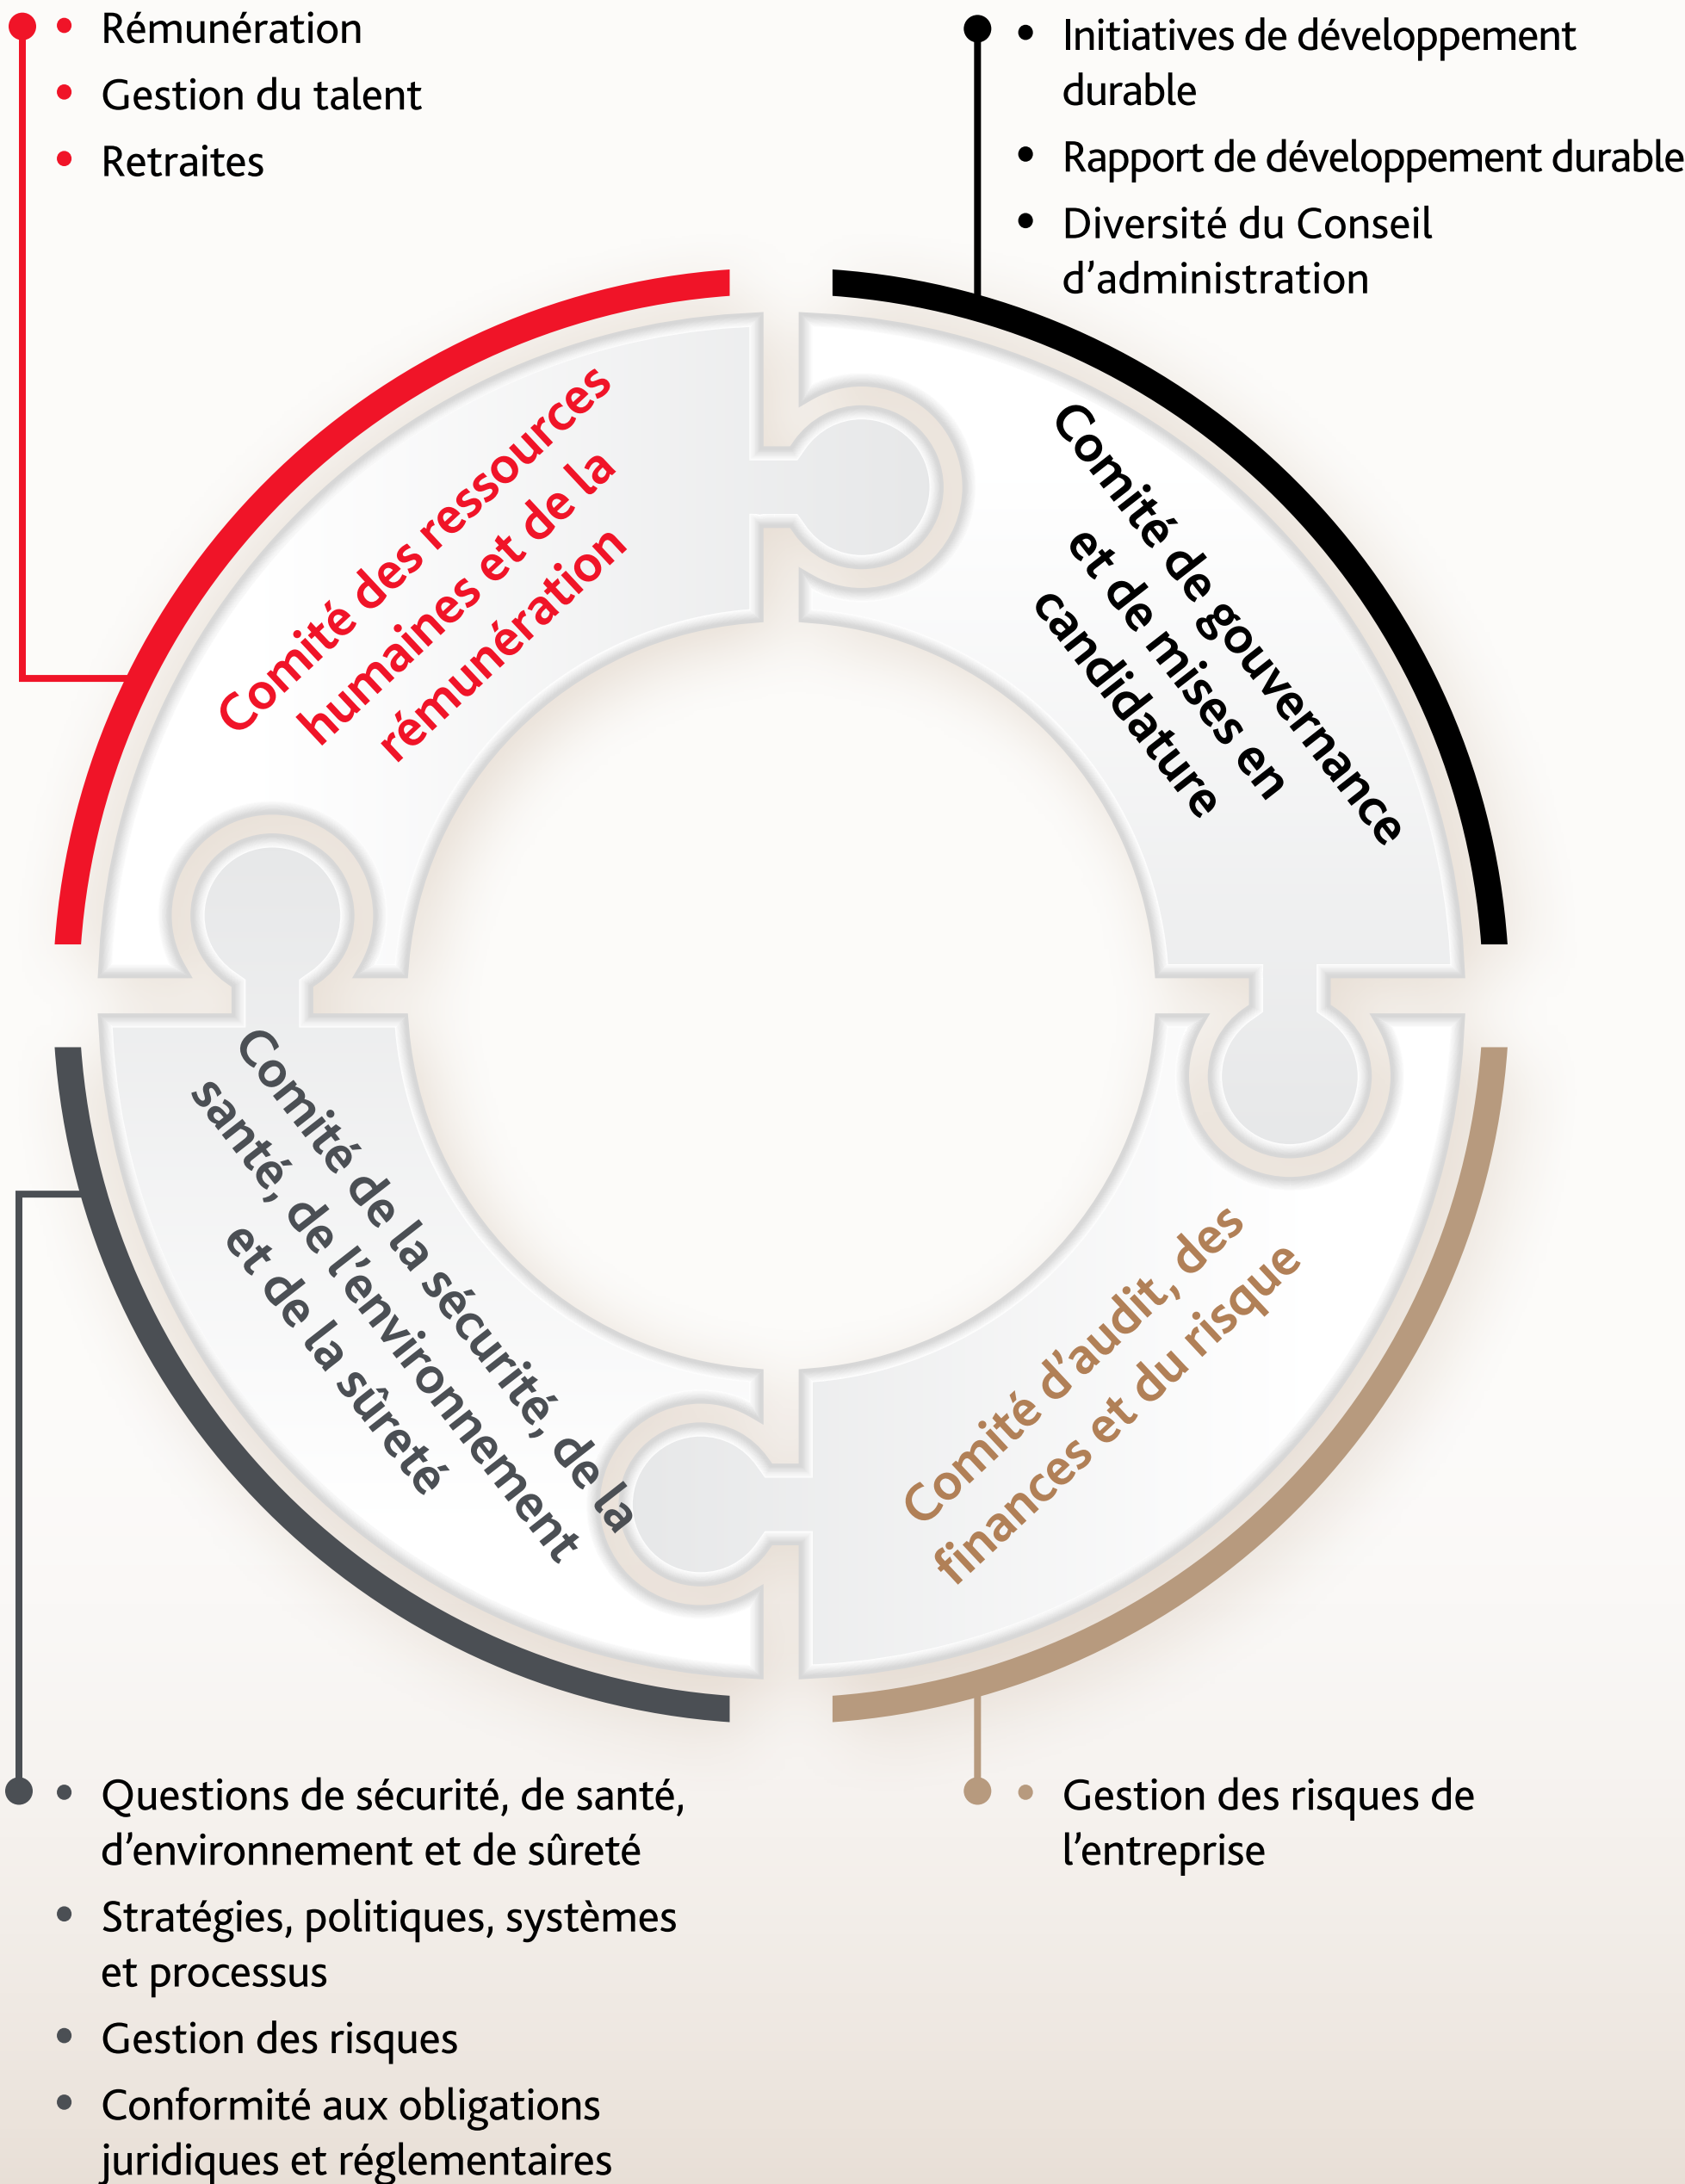 • Rémunération
• Gestion du talent
• Retraites
• Initiatives de développement
durable
• Rapport de développement durable
• Diversité du Conseil
d’administration
Comité des ressources
humaines et de la
rémunération
Comité de gouvernance
et de mises en
candidature
Comité de la sécurité, de la
santé, de l’environnement
et de la sûreté
Comité d’audit, des
finances et du risque
• Questions de sécurité, de santé,
d’environnement et de sûreté
• Stratégies, politiques, systèmes
et processus
• Gestion des risques
• Conformité aux obligations
juridiques et réglementaires
• Gestion des risques de
l’entreprise